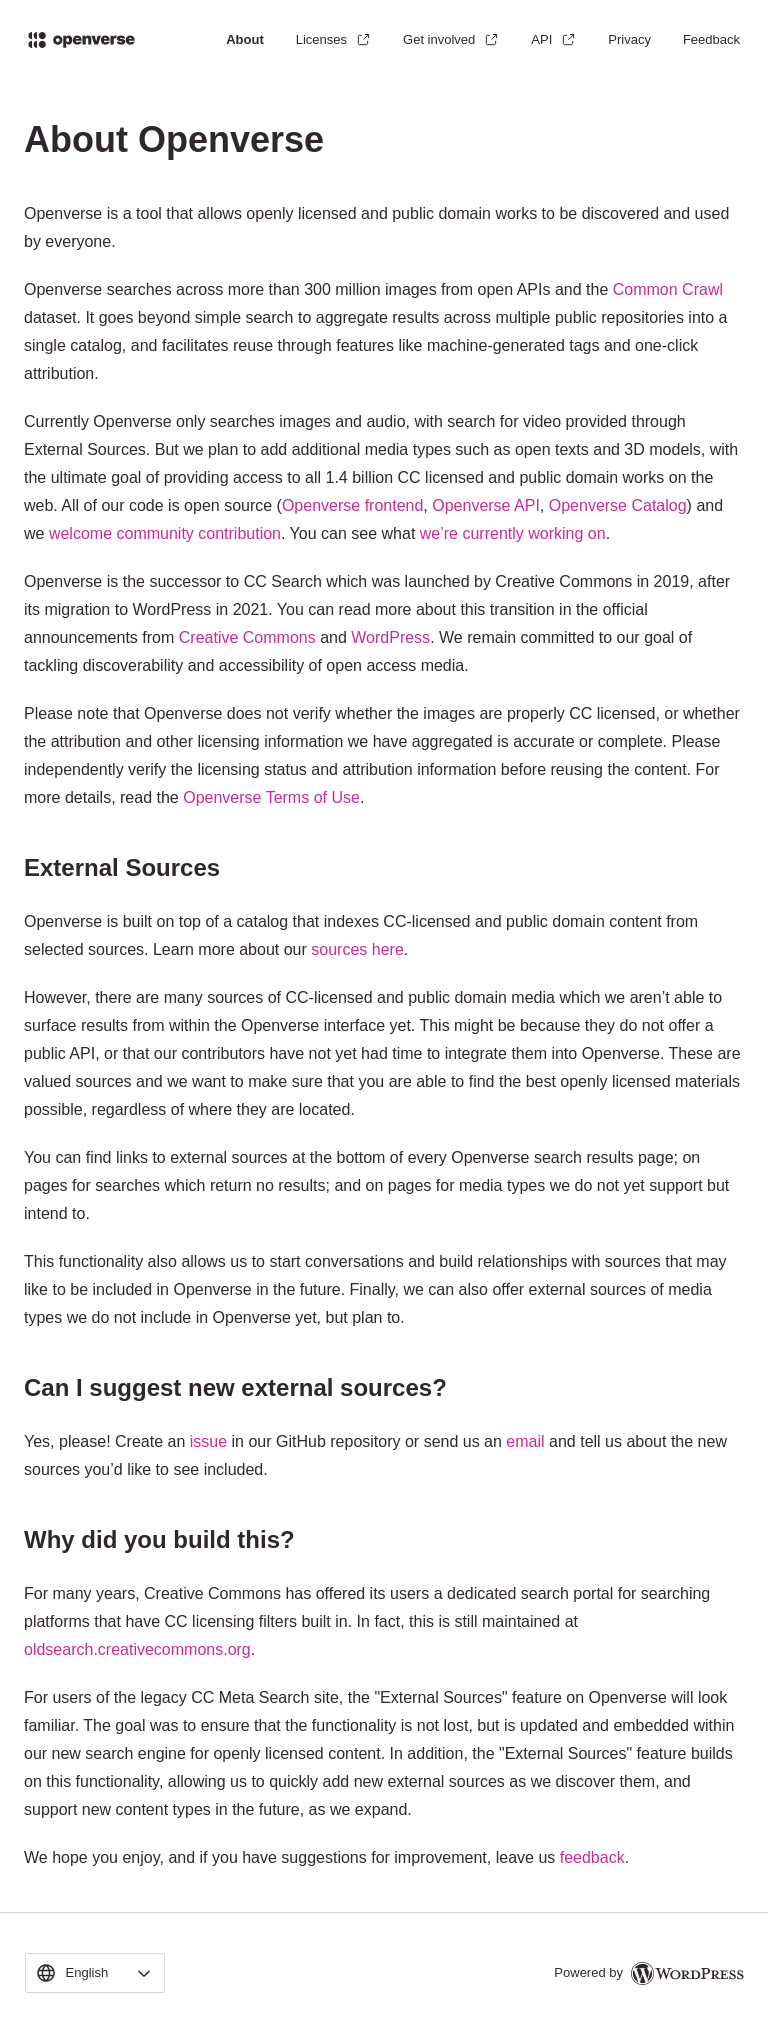 openverse
About
Licenses
Get involved
API
Privacy
Feedback
About Openverse
Openverse is a tool that allows openly licensed and public domain works to be discovered and used
by everyone.
Openverse searches across more than 300 million images from open APIs and the Common Crawl
dataset. It goes beyond simple search to aggregate results across multiple public repositories into a
single catalog, and facilitates reuse through features like machine-generated tags and one-click
attribution.
Currently Openverse only searches images and audio, with search for video provided through
External Sources. But we plan to add additional media types such as open texts and 3D models, with
the ultimate goal of providing access to all 1.4 billion CC licensed and public domain works on the
web. All of our code is open source (Openverse frontend, Openverse API, Openverse Catalog) and
we welcome community contribution. You can see what we’re currently working on.
Openverse is the successor to CC Search which was launched by Creative Commons in 2019, after
its migration to WordPress in 2021. You can read more about this transition in the official
announcements from Creative Commons and WordPress. We remain committed to our goal of
tackling discoverability and accessibility of open access media.
Please note that Openverse does not verify whether the images are properly CC licensed, or whether
the attribution and other licensing information we have aggregated is accurate or complete. Please
independently verify the licensing status and attribution information before reusing the content. For
more details, read the Openverse Terms of Use.
External Sources
Openverse is built on top of a catalog that indexes CC-licensed and public domain content from
selected sources. Learn more about our sources here.
However, there are many sources of CC-licensed and public domain media which we aren’t able to
surface results from within the Openverse interface yet. This might be because they do not offer a
public API, or that our contributors have not yet had time to integrate them into Openverse. These are
valued sources and we want to make sure that you are able to find the best openly licensed materials
possible, regardless of where they are located.
You can find links to external sources at the bottom of every Openverse search results page; on
pages for searches which return no results; and on pages for media types we do not yet support but
intend to.
This functionality also allows us to start conversations and build relationships with sources that may
like to be included in Openverse in the future. Finally, we can also offer external sources of media
types we do not include in Openverse yet, but plan to.
Can I suggest new external sources?
Yes, please! Create an issue in our GitHub repository or send us an email and tell us about the new
sources you’d like to see included.
Why did you build this?
For many years, Creative Commons has offered its users a dedicated search portal for searching
platforms that have CC licensing filters built in. In fact, this is still maintained at
oldsearch.creativecommons.org.
For users of the legacy CC Meta Search site, the "External Sources" feature on Openverse will look
familiar. The goal was to ensure that the functionality is not lost, but is updated and embedded within
our new search engine for openly licensed content. In addition, the "External Sources" feature builds
on this functionality, allowing us to quickly add new external sources as we discover them, and
support new content types in the future, as we expand.
We hope you enjoy, and if you have suggestions for improvement, leave us feedback.
English
Powered by WordPress